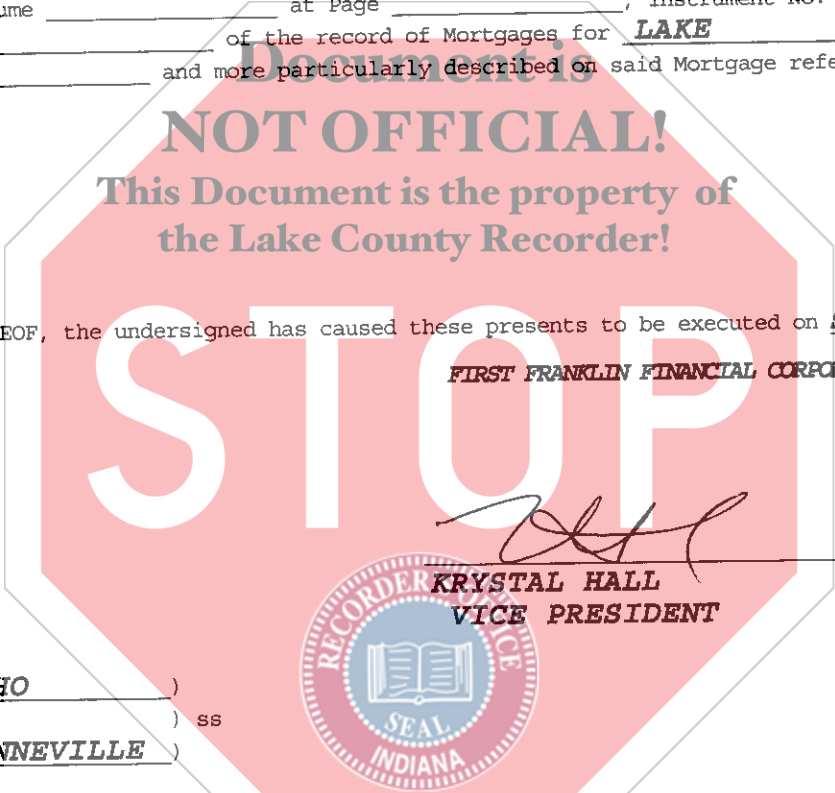 ume at Page , Instrument No.
of the record of Mortgages for LAKE
Document is
and more particularly described on said Mortgage refe
NOT OFFICIAL!
This Document is the property of
the Lake County Recorder!
EOF, the undersigned has caused these presents to be executed on
FIRST FRANKLIN FINANCIAL CORPO
STOP
KRYSTAL HALL
VICE PRESIDENT
RECORDER'S OFFICE
SEAL
INDIANA
HO )
) ss
NNEVILLE )